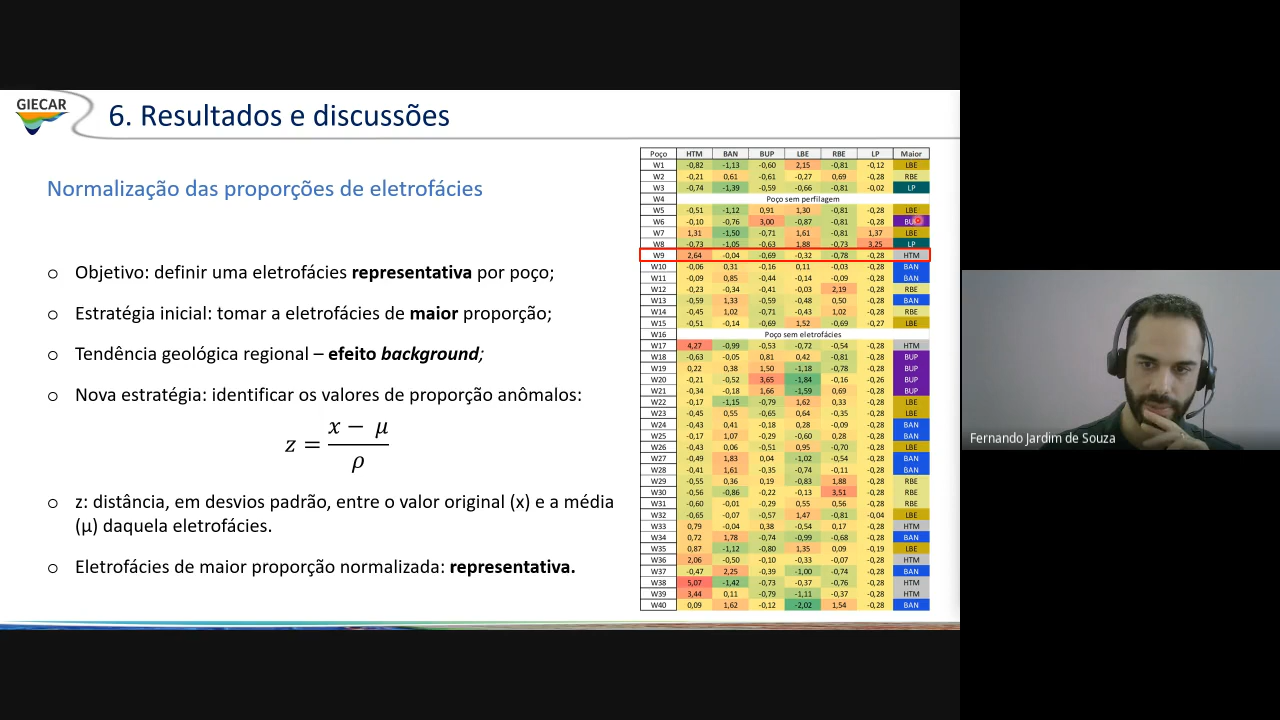 GIECAR
6. Resultados e discussões
Normalização das proporções de eletrofácies
o Objetivo: definir uma eletrofácies representativa por poço;
o Estratégia inicial: tomar a eletrofácies de maior proporção;
o Tendência geológica regional – efeito background;
o Nova estratégia: identificar os valores de proporção anômalos:
z = (x − μ) / ρ
o z: distância, em desvios padrão, entre o valor original (x) e a média
(μ) daquela eletrofácies.
o Eletrofácies de maior proporção normalizada: representativa.
Poço HTM BAN BUP LBE RBE LP Maior
W1 -0,82 -1,13 -0,60 2,15 -0,81 -0,12 LBE
W2 -0,21 0,61 -0,61 -0,27 0,69 -0,28 RBE
W3 -0,74 -1,39 -0,59 -0,66 -0,81 -0,02 LP
W4 Poço sem perfilagem
W5 -0,51 -1,12 0,91 1,30 -0,81 -0,28 LBE
W6 -0,10 -0,76 3,00 -0,87 -0,81 -0,28 BUP
W7 1,31 -1,50 -0,71 1,61 -0,81 1,37 LBE
W8 -0,73 -1,05 -0,63 1,88 -0,73 3,25 LP
W9 2,64 -0,04 -0,69 -0,32 -0,78 -0,28 HTM
W10 -0,06 0,31 -0,16 0,11 -0,03 -0,28 BAN
W11 -0,09 0,85 -0,44 -0,14 -0,09 -0,28 BAN
W12 -0,23 -0,34 -0,41 -0,03 2,19 -0,28 RBE
W13 -0,59 1,33 -0,59 -0,48 0,50 -0,28 BAN
W14 -0,45 1,02 -0,71 -0,43 1,02 -0,28 RBE
W15 -0,51 -0,14 -0,69 1,52 -0,69 -0,27 LBE
W16 Poço sem eletrofácies
W17 4,27 -0,99 -0,53 -0,72 -0,54 -0,28 HTM
W18 -0,63 -0,05 0,81 0,42 -0,81 -0,28 BUP
W19 0,22 0,38 1,50 -1,18 -0,78 -0,28 BUP
W20 -0,21 -0,52 3,65 -1,84 -0,16 -0,26 BUP
W21 -0,34 -0,18 1,66 -1,59 0,69 -0,28 BUP
W22 -0,17 -1,15 -0,79 1,62 0,33 -0,28 LBE
W23 -0,45 0,55 -0,65 0,64 -0,35 -0,28 LBE
W24 -0,43 0,41 -0,18 0,28 -0,09 -0,28 BAN
W25 -0,17 1,07 -0,29 -0,60 0,28 -0,28 BAN
W26 -0,43 0,06 -0,51 0,95 -0,70 -0,28 LBE
W27 -0,49 1,83 0,04 -1,02 -0,54 -0,28 BAN
W28 -0,41 1,61 -0,35 -0,74 -0,11 -0,28 BAN
W29 -0,55 0,36 0,19 -0,83 1,88 -0,28 RBE
W30 -0,56 -0,86 -0,22 -0,13 3,51 -0,28 RBE
W31 -0,60 -0,01 -0,29 0,55 0,56 -0,28 RBE
W32 -0,65 -0,07 -0,57 1,47 -0,81 -0,04 LBE
W33 0,79 -0,04 0,38 -0,54 0,17 -0,28 HTM
W34 0,72 1,78 -0,74 -0,99 -0,68 -0,28 BAN
W35 0,87 -1,12 -0,80 1,35 0,09 -0,19 LBE
W36 2,06 -0,50 -0,10 -0,33 -0,07 -0,28 HTM
W37 -0,47 2,25 -0,39 -1,00 -0,74 -0,28 BAN
W38 5,07 -1,42 -0,73 -0,37 -0,76 -0,28 HTM
W39 3,44 0,11 -0,79 -1,11 -0,37 -0,28 HTM
W40 0,09 1,62 -0,12 -2,02 1,54 -0,28 BAN
Fernando Jardim de Souza